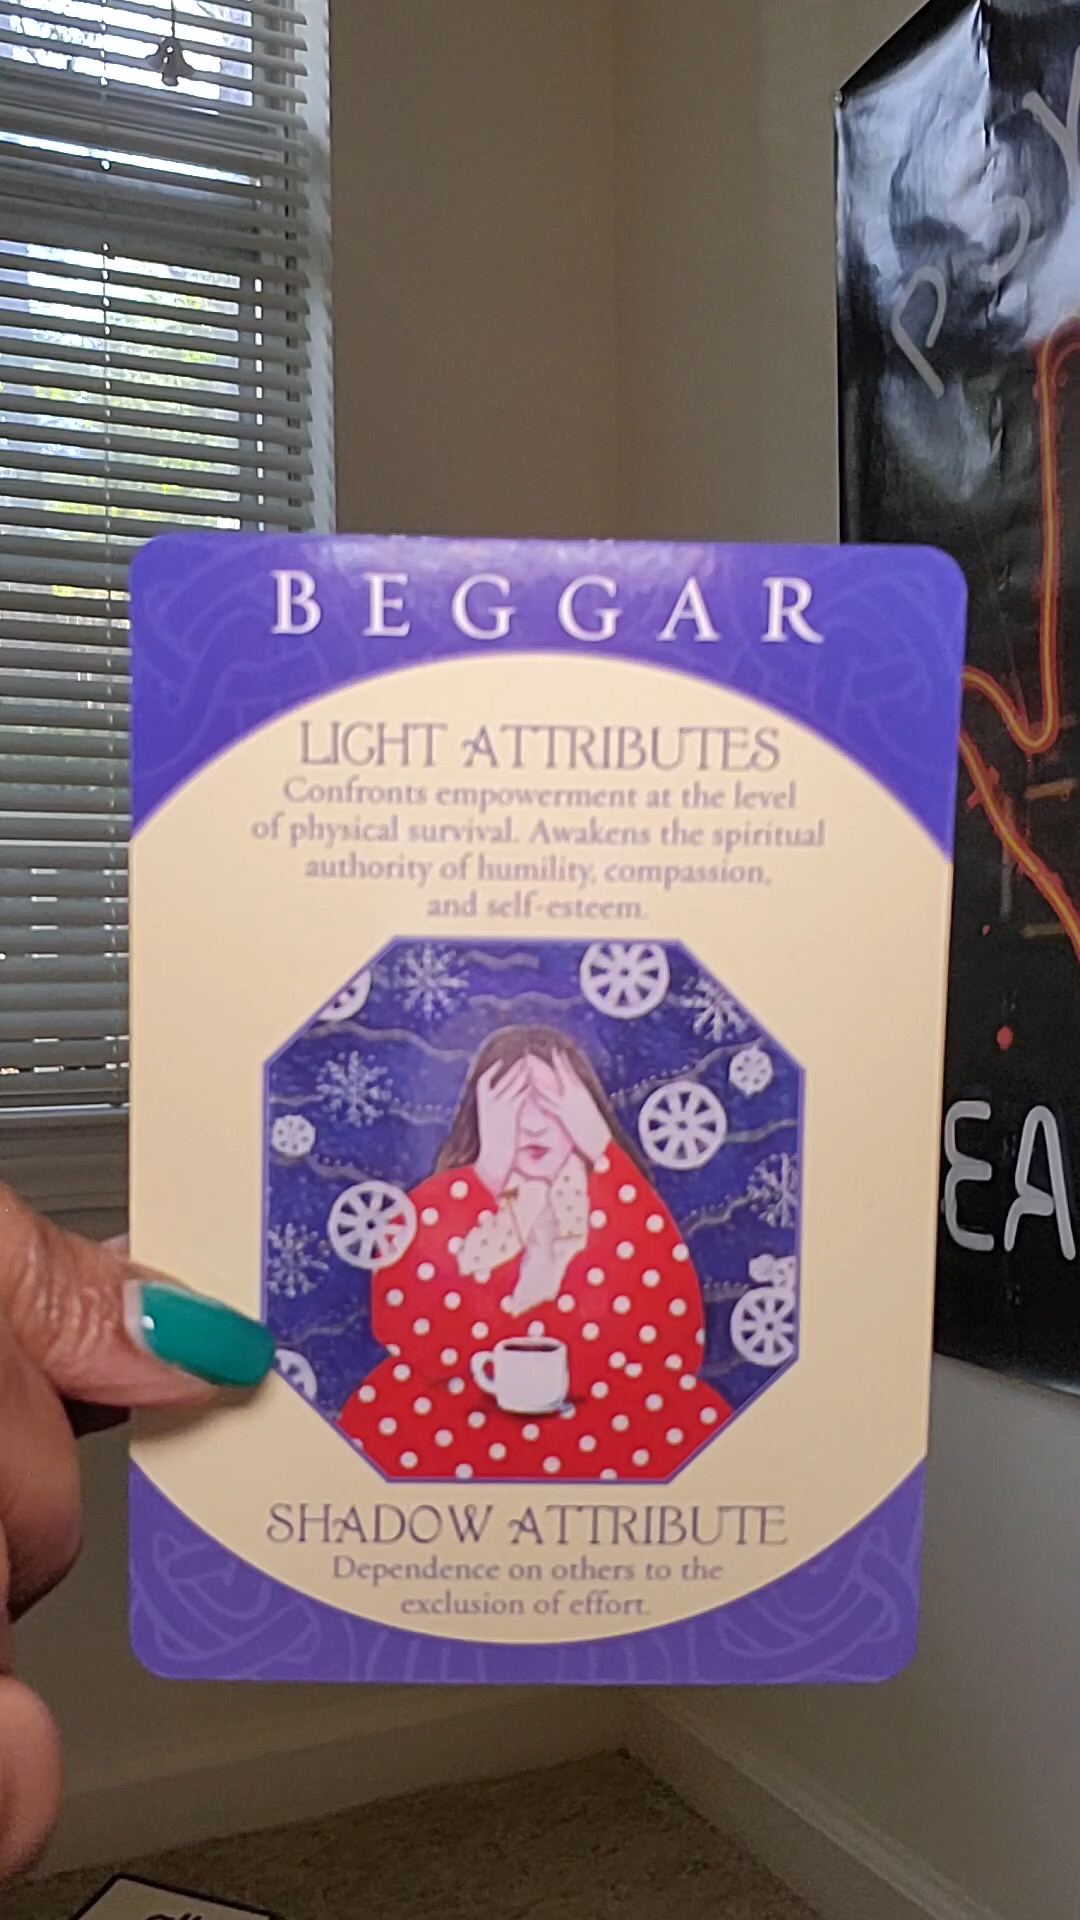 BEGGAR
LIGHT ATTRIBUTES
Confronts empowerment at the level
of physical survival. Awakens the spiritual
authority of humility, compassion,
and self-esteem.
SHADOW ATTRIBUTE
Dependence on others to the
exclusion of effort.